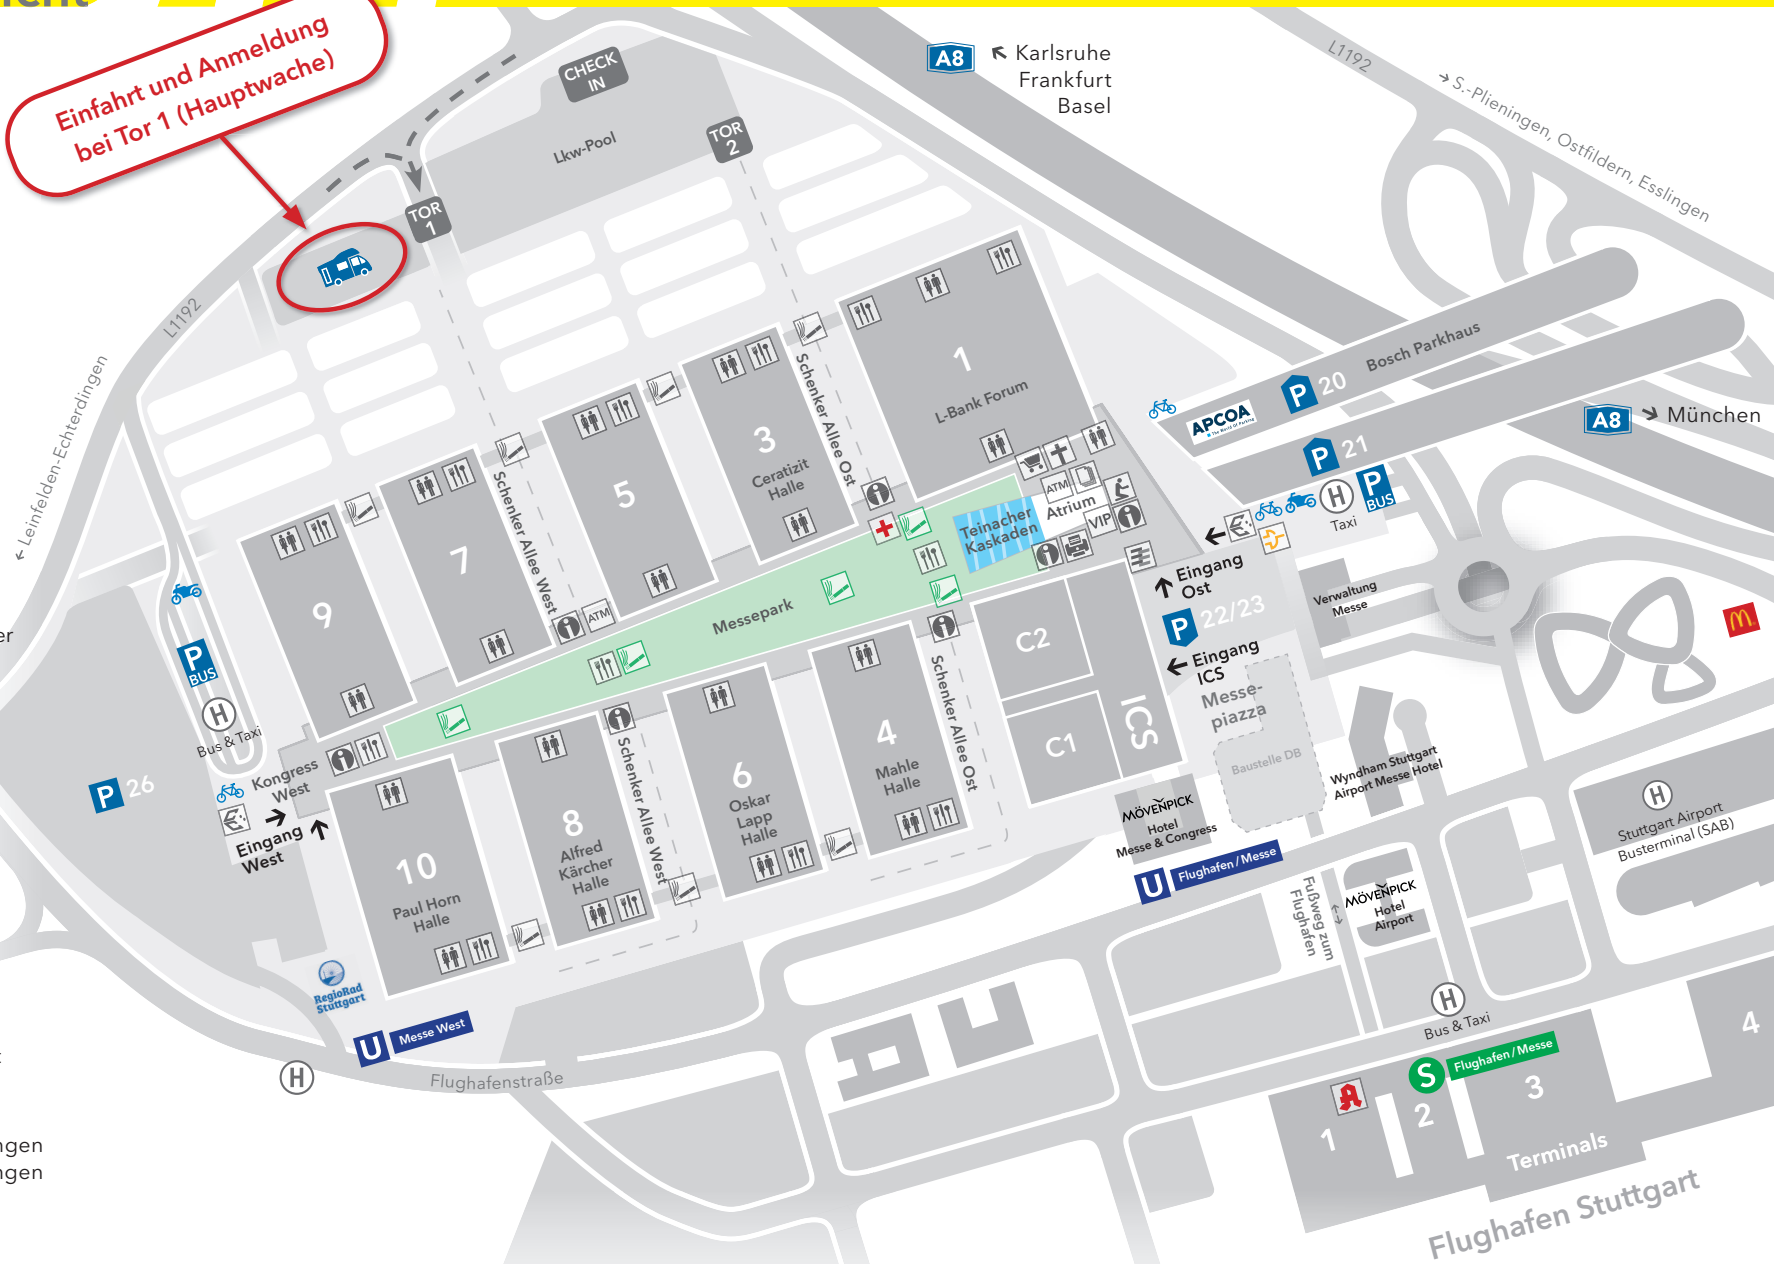 Einfahrt und Anmeldung
bei Tor 1 (Hauptwache)
CHECK
IN
Lkw-Pool
TOR
1
TOR
2
A8
Karlsruhe
Frankfurt
Basel
L1192
S.-Plieningen, Ostfildern, Esslingen
L1192
Leinfelden-Echterdingen
Bosch Parkhaus
P 20
APCOA
P 21
A8
München
1
L-Bank Forum
3
Ceratizit
Halle
5
7
9
Schenker Allee Ost
Schenker Allee West
ATM
Atrium
VIP
Teinacher
Kaskaden
ATM
Messepark
P
BUS
H
Taxi
Eingang
Ost
P 22/23
Eingang
ICS
Messe-
piazza
Verwaltung
Messe
Baustelle DB
C2
C1
ICS
4
Mahle
Halle
6
Oskar
Lapp
Halle
8
Alfred
Kärcher
Halle
10
Paul Horn
Halle
Schenker Allee Ost
Schenker Allee West
P
BUS
H
Bus & Taxi
Kongress
West
Eingang
West
P 26
RegioRad
Stuttgart
U Messe West
H
Flughafenstraße
MÖVENPICK
Hotel
Messe & Congress
U Flughafen / Messe
Wyndham Stuttgart
Airport Messe Hotel
Fußweg zum
Flughafen
MÖVENPICK
Hotel
Airport
H
Stuttgart Airport
Busterminal (SAB)
H
Bus & Taxi
S Flughafen / Messe
1
2
3
4
Terminals
Flughafen Stuttgart
ngen
ngen